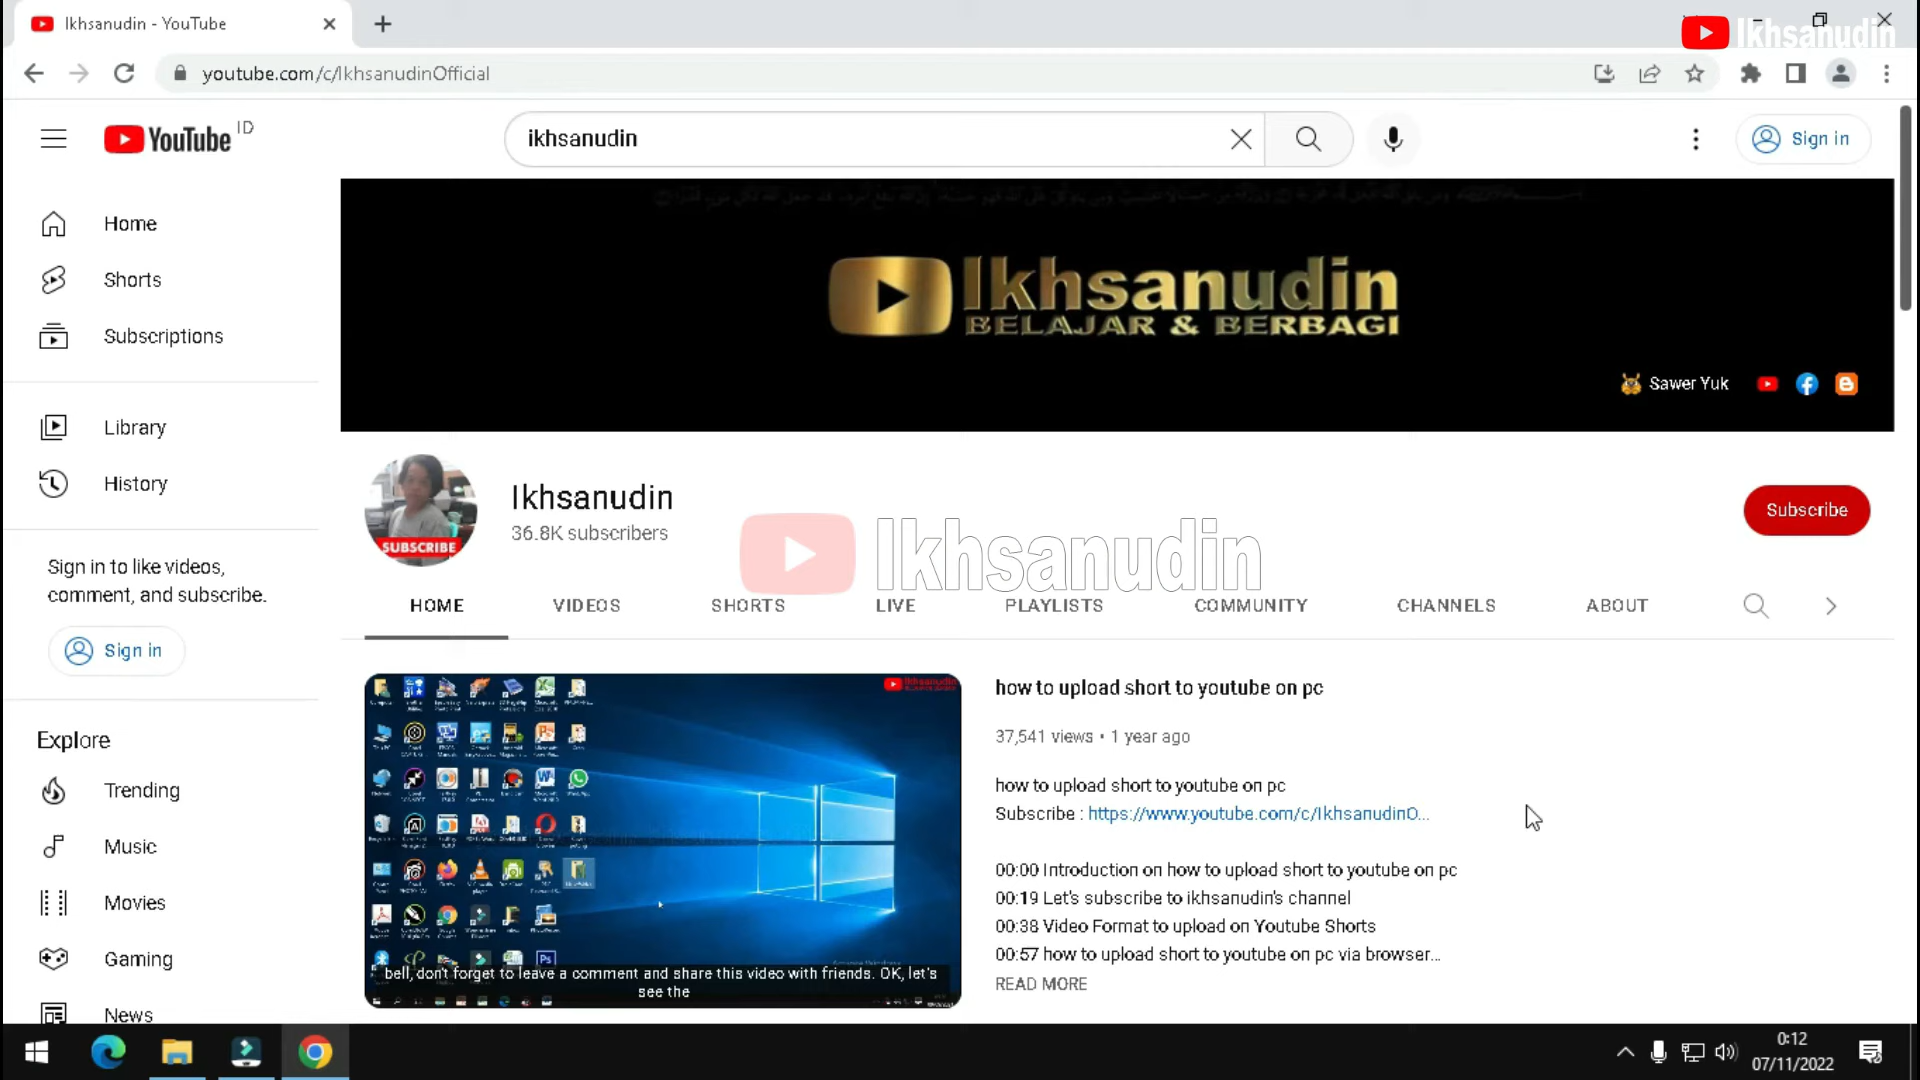 Ikhsanudin - YouTube
Ikhsanudin
youtube.com/c/IkhsanudinOfficial
YouTube ID
ikhsanudin
Sign in
Home
Shorts
Subscriptions
Library
History
Sign in to like videos,
comment, and subscribe.
Sign in
Explore
Trending
Music
Movies
Gaming
News
Ikhsanudin
BELAJAR & BERBAGI
Sawer Yuk
SUBSCRIBE
Ikhsanudin
36.8K subscribers
Ikhsanudin
Subscribe
HOME
VIDEOS
SHORTS
LIVE
PLAYLISTS
COMMUNITY
CHANNELS
ABOUT
bell, don't forget to leave a comment and share this video with friends. OK, let's
see the
how to upload short to youtube on pc
37,541 views • 1 year ago
how to upload short to youtube on pc
Subscribe : https://www.youtube.com/c/IkhsanudinO...
00:00 Introduction on how to upload short to youtube on pc
00:19 Let's subscribe to ikhsanudin's channel
00:38 Video Format to upload on Youtube Shorts
00:57 how to upload short to youtube on pc via browser...
READ MORE
0:12
07/11/2022